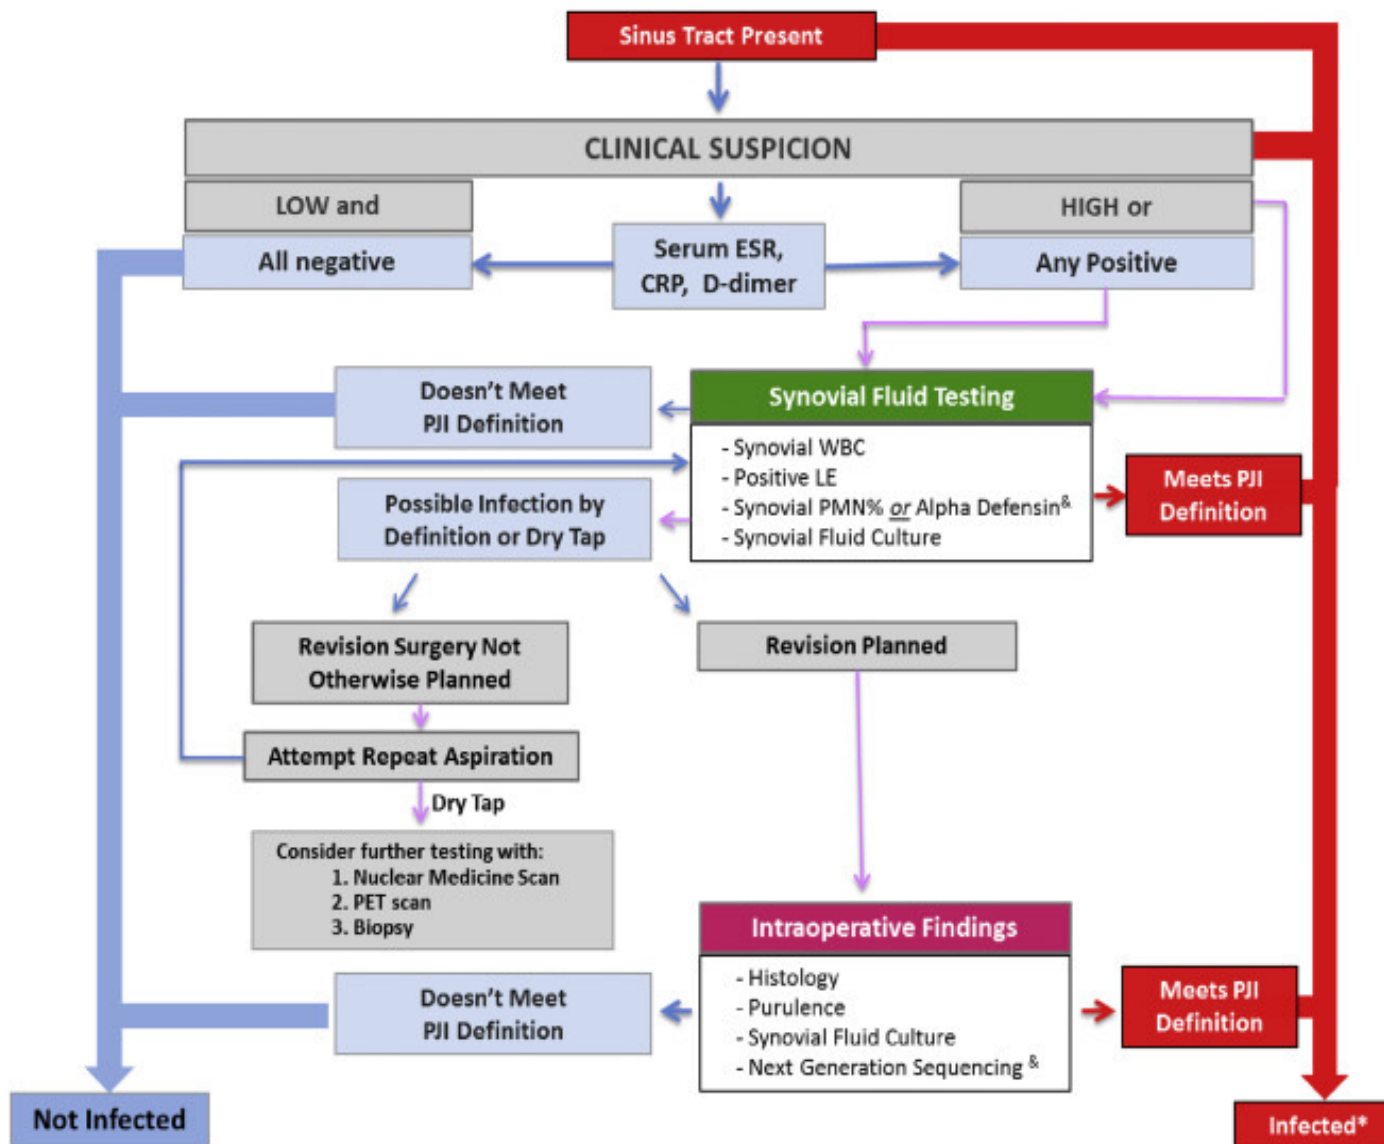 Sinus Tract Present
CLINICAL SUSPICION
LOW and
HIGH or
All negative
Serum ESR,
CRP, D-dimer
Any Positive
Doesn't Meet
PJI Definition
Synovial Fluid Testing
- Synovial WBC
- Positive LE
- Synovial PMN% or Alpha Defensin&
- Synovial Fluid Culture
Meets PJI
Definition
Possible Infection by
Definition or Dry Tap
Revision Surgery Not
Otherwise Planned
Revision Planned
Attempt Repeat Aspiration
Dry Tap
Consider further testing with:
1. Nuclear Medicine Scan
2. PET scan
3. Biopsy
Intraoperative Findings
- Histology
- Purulence
- Synovial Fluid Culture
- Next Generation Sequencing &
Doesn't Meet
PJI Definition
Meets PJI
Definition
Not Infected
Infected*